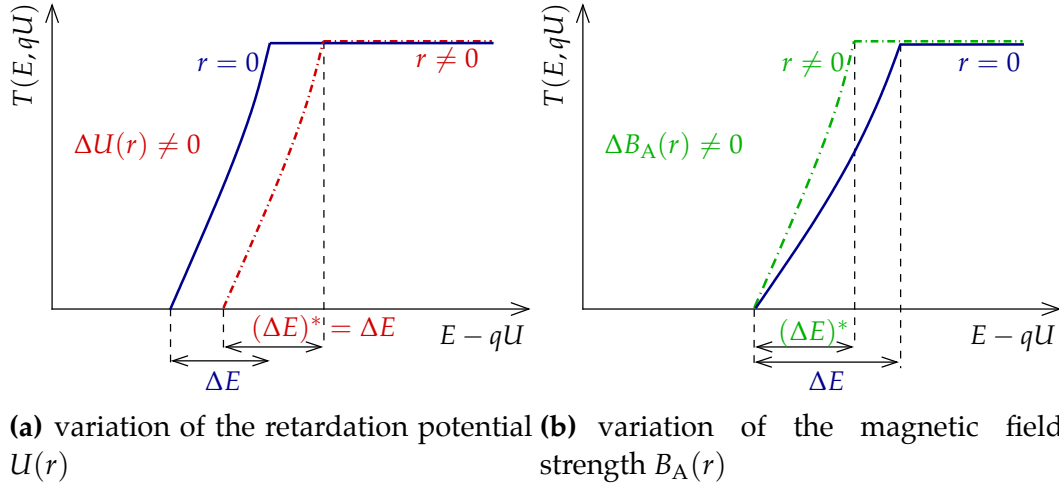 T(E, qU)
r = 0
r ≠ 0
ΔU(r) ≠ 0
(ΔE)* = ΔE
E − qU
ΔE
(a) variation of the retardation potential
U(r)
T(E, qU)
r ≠ 0
r = 0
ΔB_A(r) ≠ 0
(ΔE)*
E − qU
ΔE
(b) variation of the magnetic field
strength B_A(r)